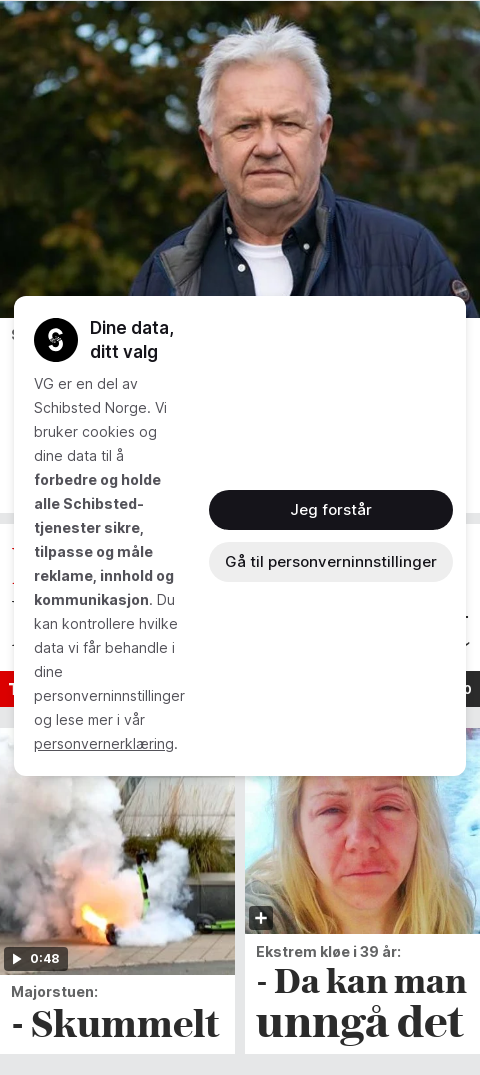 Dine data,
ditt valg
VG er en del av
Schibsted Norge. Vi
bruker cookies og
dine data til å
forbedre og holde
alle Schibsted-
tjenester sikre,
tilpasse og måle
reklame, innhold og
kommunikasjon. Du
kan kontrollere hvilke
data vi får behandle i
dine
personverninnstillinger
og lese mer i vår
personvernerklæring.
Jeg forstår
Gå til personverninnstillinger
0:48
Majorstuen:
- Skummelt
Ekstrem kløe i 39 år:
- Da kan man
unngå det